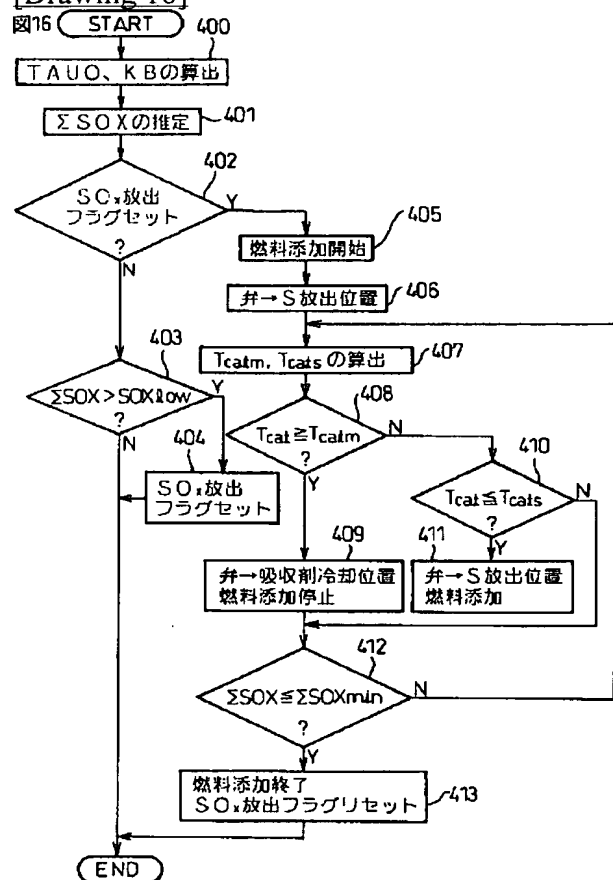 [Drawing 16]
図16 START
400
TAUO、KBの算出
ΣSOXの推定 401
402
SOx放出
フラグセット
?
Y
N
405
燃料添加開始
弁→S放出位置 406
403
Tcatm, Tcatsの算出 407
ΣSOX>SOXlow
?
Y
N
408
Tcat≧Tcatm
?
N
Y
410
404
SOx放出
フラグセット
Tcat≦Tcats
?
N
Y
409
弁→吸収剤冷却位置
燃料添加停止
411
弁→S放出位置
燃料添加
412
ΣSOX≦ΣSOXmin
?
N
Y
燃料添加終了
SOx放出フラグリセット 413
END